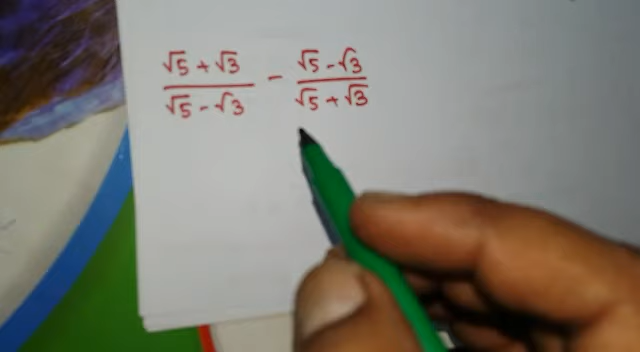 (√5 + √3)/(√5 - √3) - (√5 - √3)/(√5 + √3)